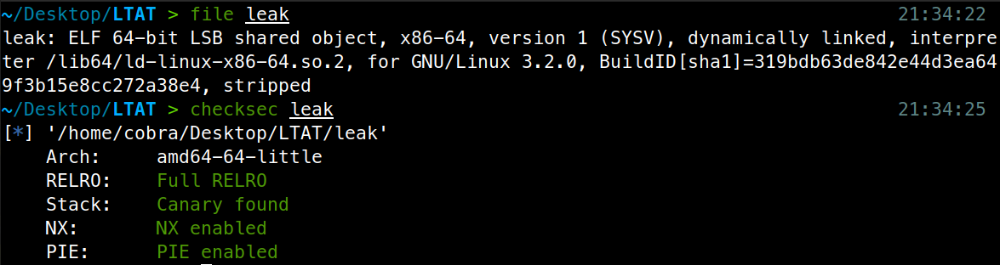 ~/Desktop/LTAT > file leak 21:34:22
leak: ELF 64-bit LSB shared object, x86-64, version 1 (SYSV), dynamically linked, interpre
ter /lib64/ld-linux-x86-64.so.2, for GNU/Linux 3.2.0, BuildID[sha1]=319bdb63de842e44d3ea64
9f3b15e8cc272a38e4, stripped
~/Desktop/LTAT > checksec leak 21:34:25
[*] '/home/cobra/Desktop/LTAT/leak'
    Arch:     amd64-64-little
    RELRO:    Full RELRO
    Stack:    Canary found
    NX:       NX enabled
    PIE:      PIE enabled